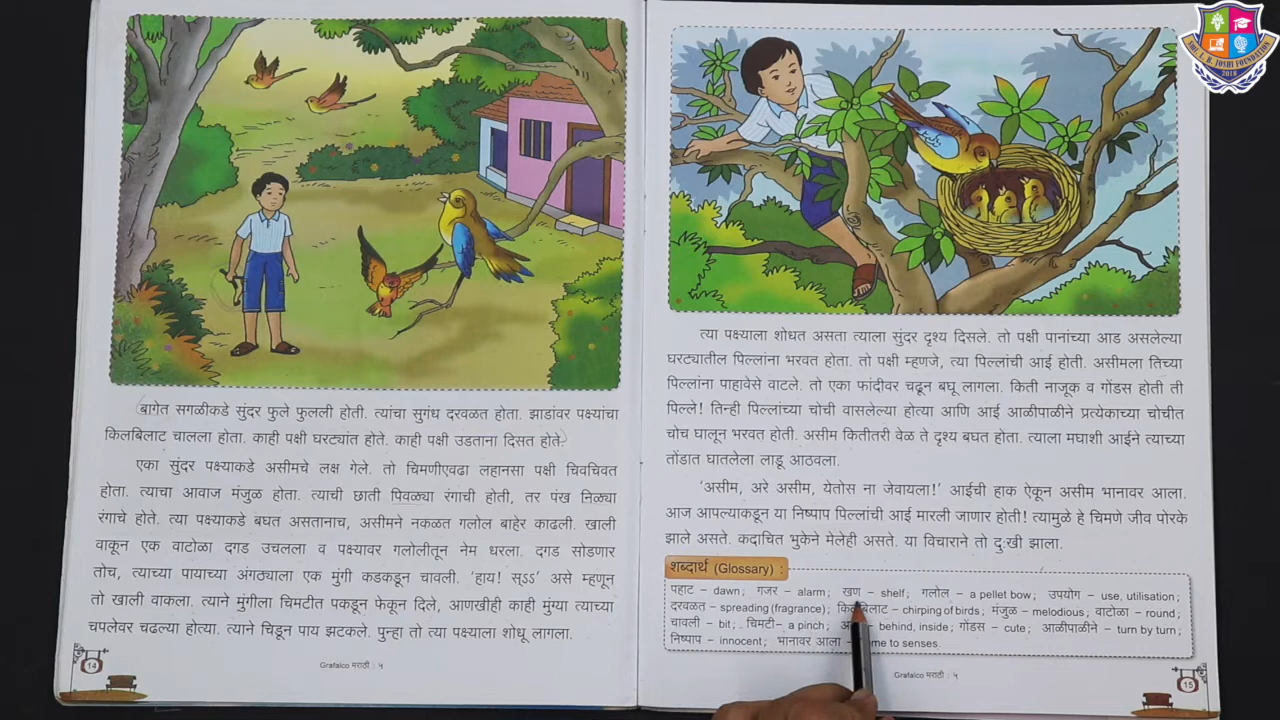 बागेत सगळीकडे सुंदर फुले फुलली होती. त्यांचा सुगंध दरवळत होता. झाडांवर पक्ष्यांचा
किलबिलाट चालला होता. काही पक्षी घरट्यांत होते. काही पक्षी उडताना दिसत होते.
एका सुंदर पक्ष्याकडे असीमचे लक्ष गेले. तो चिमणीएवढा लहानसा पक्षी चिवचिवत
होता. त्याचा आवाज मंजुळ होता. त्याची छाती पिवळ्या रंगाची होती, तर पंख निळ्या
रंगाचे होते. त्या पक्ष्याकडे बघत असतानाच, असीमने नकळत गलोल बाहेर काढली. खाली
वाकून एक वाटोळा दगड उचलला व पक्ष्यावर गलोलीतून नेम धरला. दगड सोडणार
तोच, त्याच्या पायाच्या अंगठ्याला एक मुंगी कडकडून चावली. ‘हाय! स्ऽऽ’ असे म्हणून
तो खाली वाकला. त्याने मुंगीला चिमटीत पकडून फेकून दिले, आणखीही काही मुंग्या त्याच्या
चपलेवर चढल्या होत्या. त्याने चिडून पाय झटकले. पुन्हा तो त्या पक्ष्याला शोधू लागला.
14
Grafalco मराठी : ५
त्या पक्ष्याला शोधत असता त्याला सुंदर दृश्य दिसले. तो पक्षी पानांच्या आड असलेल्या
घरट्यातील पिल्लांना भरवत होता. तो पक्षी म्हणजे, त्या पिल्लांची आई होती. असीमला तिच्या
पिल्लांना पाहावेसे वाटले. तो एका फांदीवर चढून बघू लागला. किती नाजूक व गोंडस होती ती
पिल्ले! तिन्ही पिल्लांच्या चोची वासलेल्या होत्या आणि आई आळीपाळीने प्रत्येकाच्या चोचीत
चोच घालून भरवत होती. असीम कितीतरी वेळ ते दृश्य बघत होता. त्याला मघाशी आईने त्याच्या
तोंडात घातलेला लाडू आठवला.
‘असीम, अरे असीम, येतोस ना जेवायला!’ आईची हाक ऐकून असीम भानावर आला.
आज आपल्याकडून या निष्पाप पिल्लांची आई मारली जाणार होती! त्यामुळे हे चिमणे जीव पोरके
झाले असते. कदाचित भुकेने मेलेही असते. या विचाराने तो दुःखी झाला.
शब्दार्थ (Glossary) :
पहाट – dawn; गजर – alarm; खण – shelf; गलोल – a pellet bow; उपयोग – use, utilisation;
दरवळत – spreading (fragrance); किलबिलाट – chirping of birds; मंजुळ – melodious; वाटोळा – round;
चावली – bit; चिमटी – a pinch; – behind, inside; गोंडस – cute; आळीपाळीने – turn by turn;
निष्पाप – innocent; भानावर आला – to senses.
Grafalco मराठी : ५
15
B. JOSHI FOUNDATION
2018